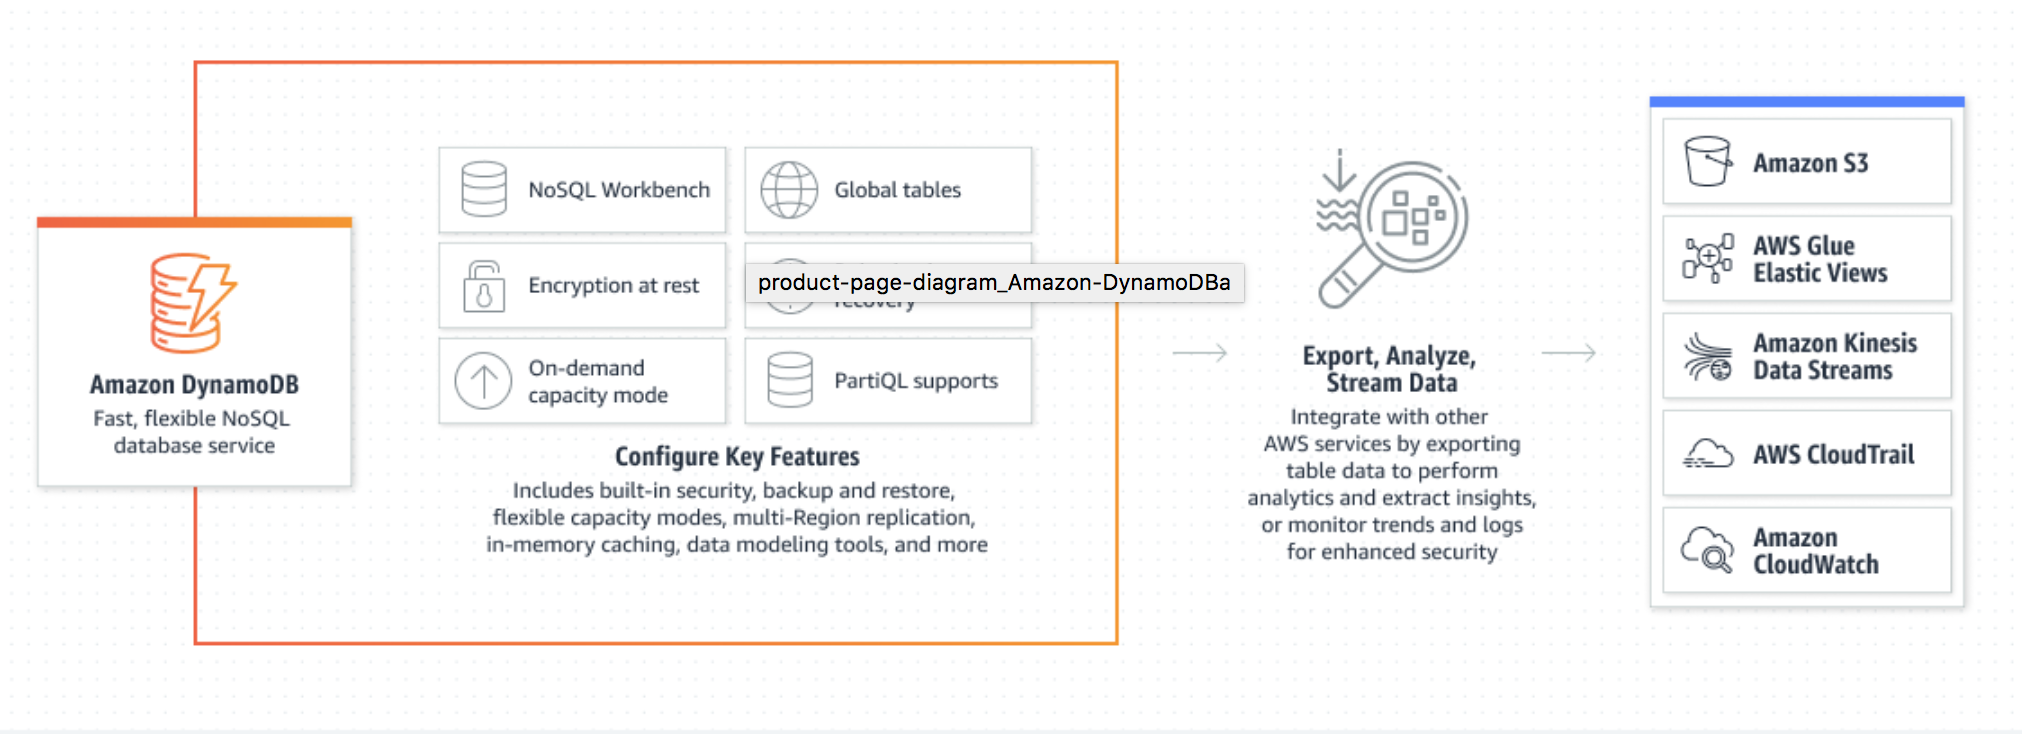 Amazon DynamoDB
Fast, flexible NoSQL
database service
NoSQL Workbench
Global tables
Encryption at rest
product-page-diagram_Amazon-DynamoDBa
recovery
On-demand
capacity mode
PartiQL supports
Configure Key Features
Includes built-in security, backup and restore,
flexible capacity modes, multi-Region replication,
in-memory caching, data modeling tools, and more
Export, Analyze,
Stream Data
Integrate with other
AWS services by exporting
table data to perform
analytics and extract insights,
or monitor trends and logs
for enhanced security
Amazon S3
AWS Glue
Elastic Views
Amazon Kinesis
Data Streams
AWS CloudTrail
Amazon
CloudWatch